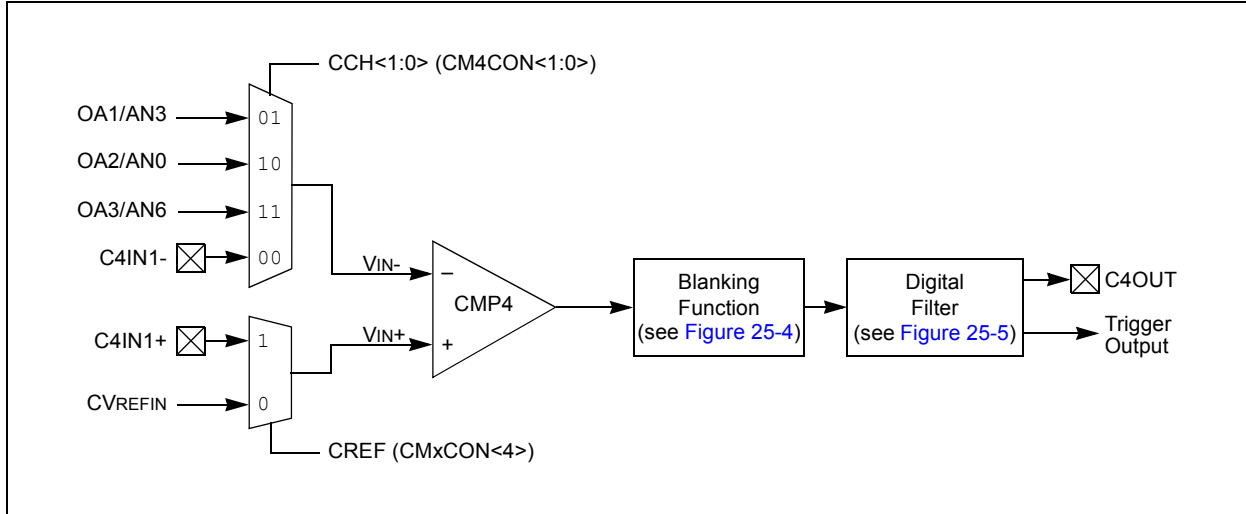 CCH<1:0> (CM4CON<1:0>)
OA1/AN3
01
OA2/AN0
10
OA3/AN6
11
C4IN1-
00
VIN-
–
CMP4
Blanking
Function
(see Figure 25-4)
Digital
Filter
(see Figure 25-5)
C4OUT
Trigger
Output
C4IN1+
1
VIN+
+
CVREFIN
0
CREF (CMxCON<4>)